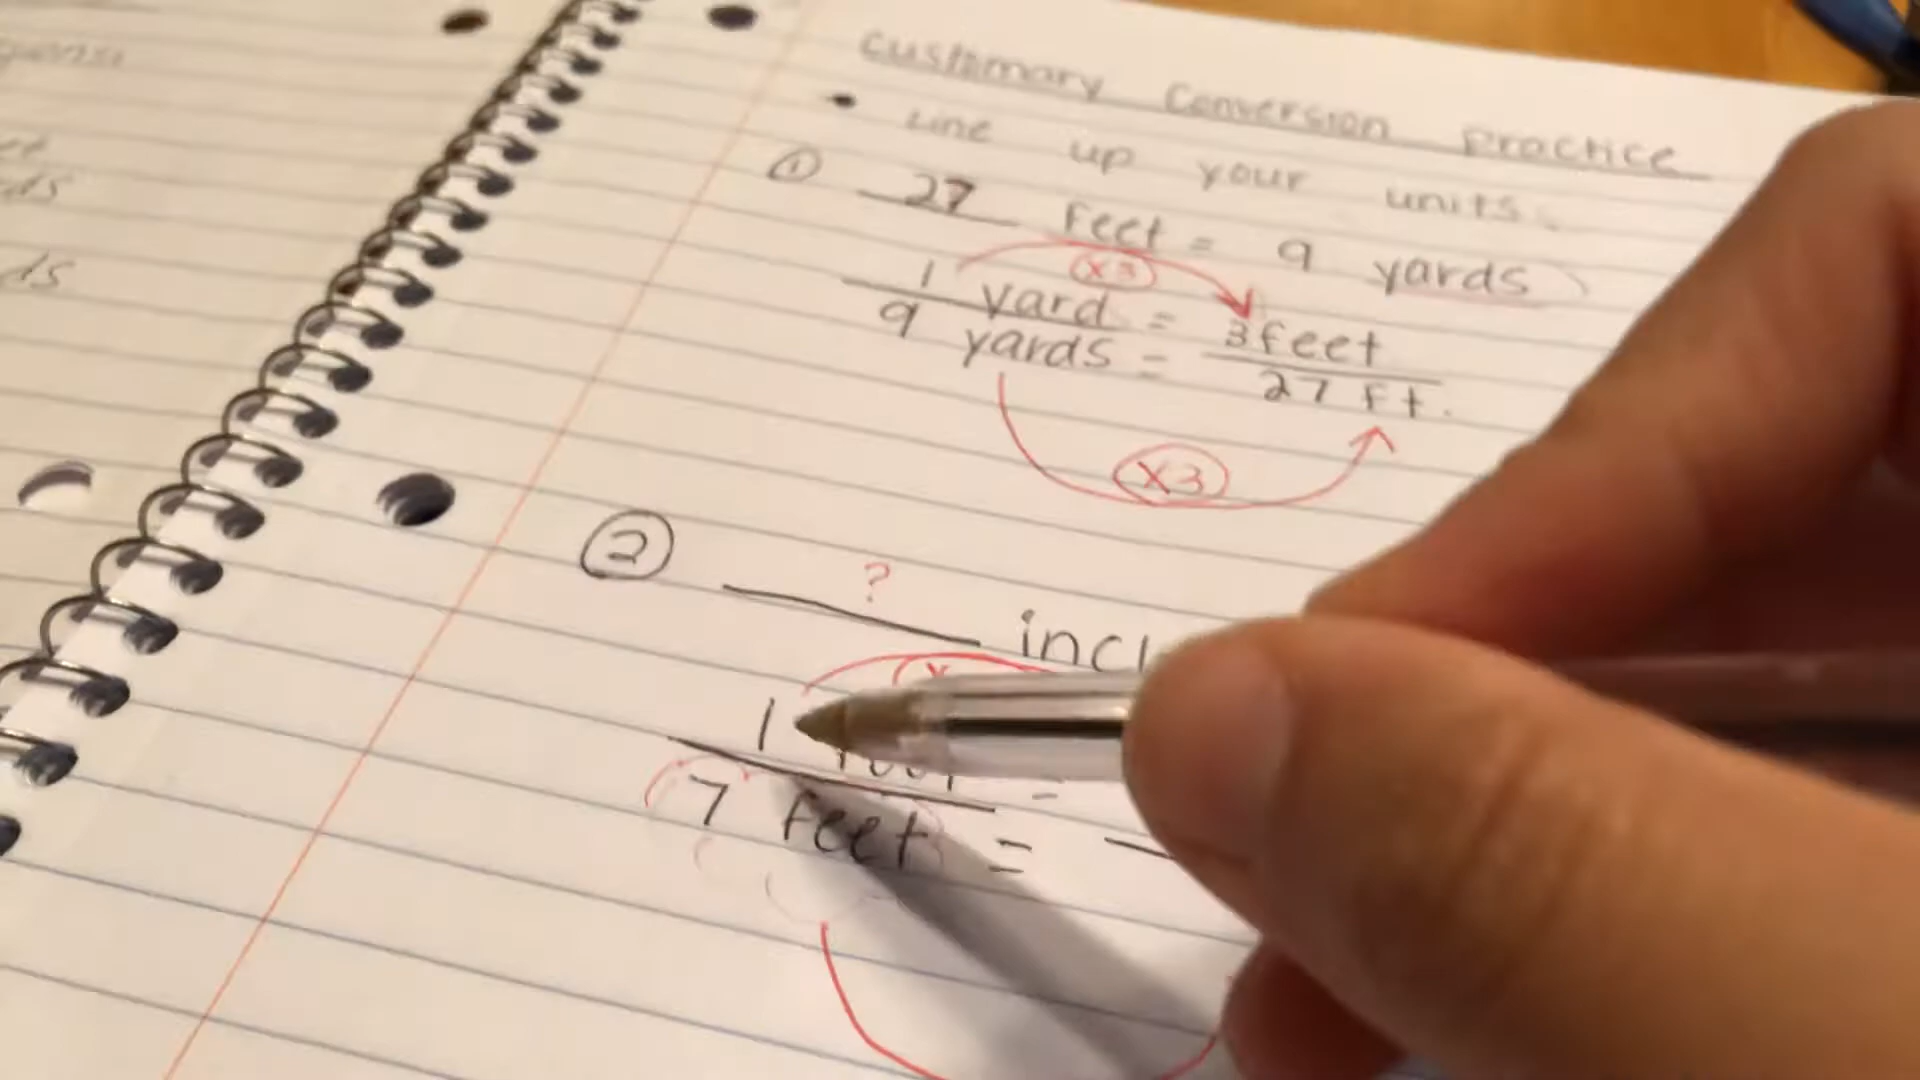 Customary Conversion Practice
• Line up your units.
① 27 feet = 9 yards
x3
1 yard = 3 feet
9 yards = 27 ft.
x3
② ?
1
7 feet =